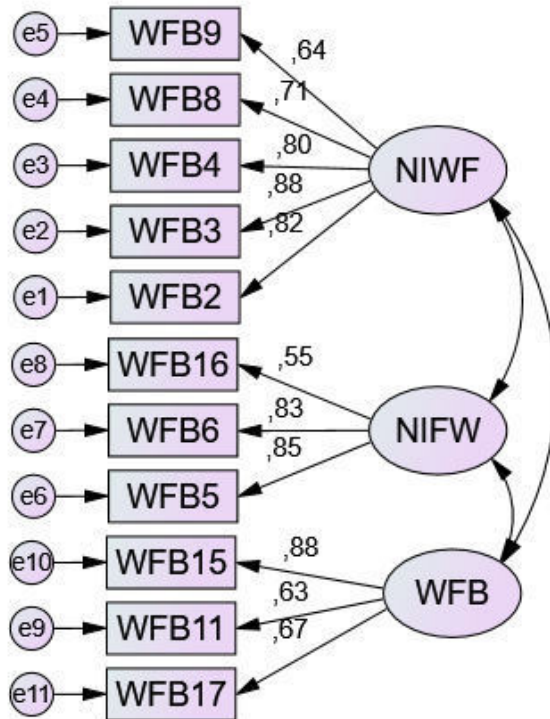 e5 WFB9 ,64
e4 WFB8 ,71
e3 WFB4 ,80 NIWF
e2 WFB3 ,88
e1 WFB2 ,82
e8 WFB16 ,55
e7 WFB6 ,83 NIFW
e6 WFB5 ,85
e10 WFB15 ,88
e9 WFB11 ,63 WFB
e11 WFB17 ,67